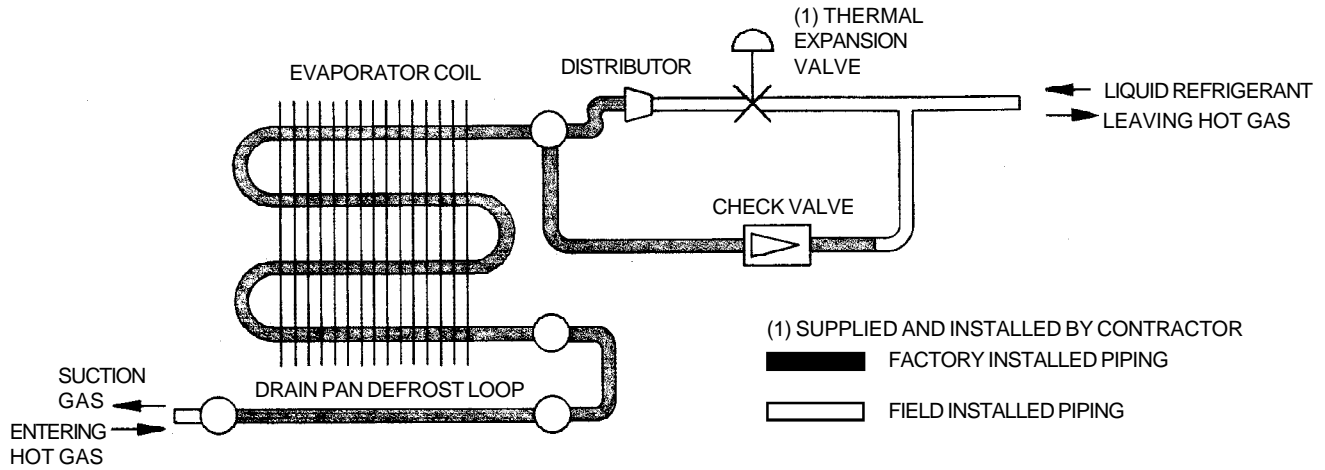 (1) THERMAL
EXPANSION
VALVE
DISTRIBUTOR
EVAPORATOR COIL
LIQUID REFRIGERANT
LEAVING HOT GAS
CHECK VALVE
(1) SUPPLIED AND INSTALLED BY CONTRACTOR
FACTORY INSTALLED PIPING
FIELD INSTALLED PIPING
SUCTION
GAS
DRAIN PAN DEFROST LOOP
ENTERING
HOT GAS